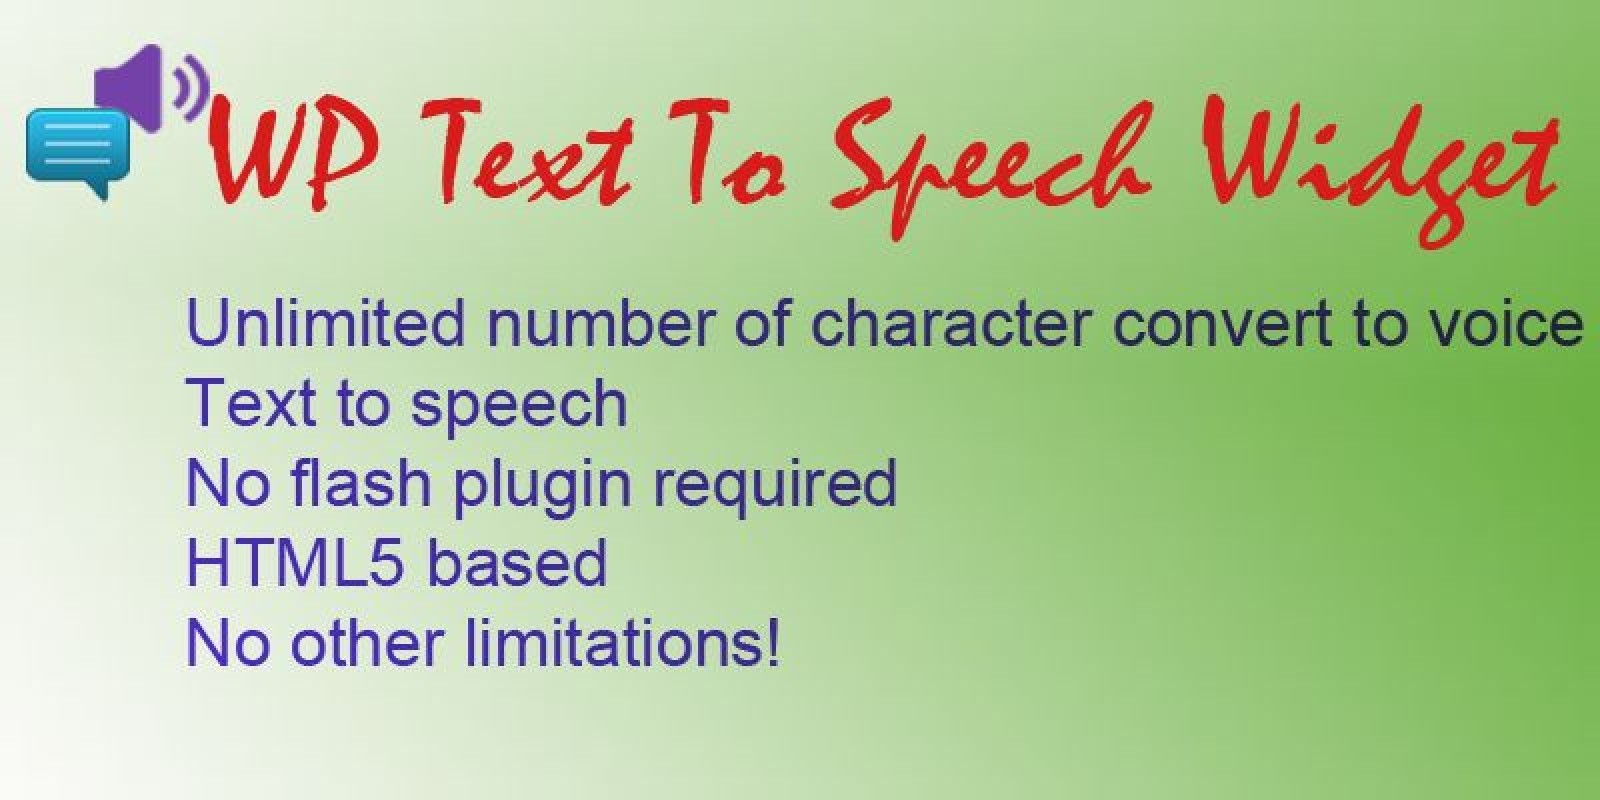 WP Text To Speech Widget
Unlimited number of character convert to voice
Text to speech
No flash plugin required
HTML5 based
No other limitations!